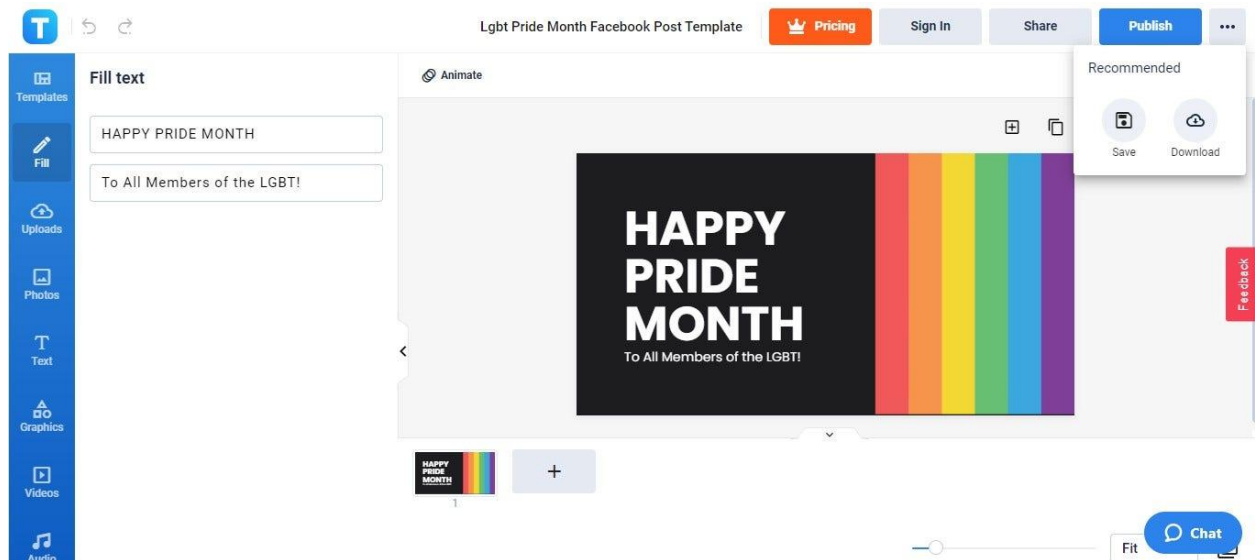 T
Lgbt Pride Month Facebook Post Template
Pricing
Sign In
Share
Publish
Templates
Fill
Uploads
Photos
Text
Graphics
Videos
Audio
Fill text
HAPPY PRIDE MONTH
To All Members of the LGBT!
Animate
Recommended
Save
Download
HAPPY
PRIDE
MONTH
To All Members of the LGBT!
Feedback
HAPPY
PRIDE
MONTH
1
Fit
Chat